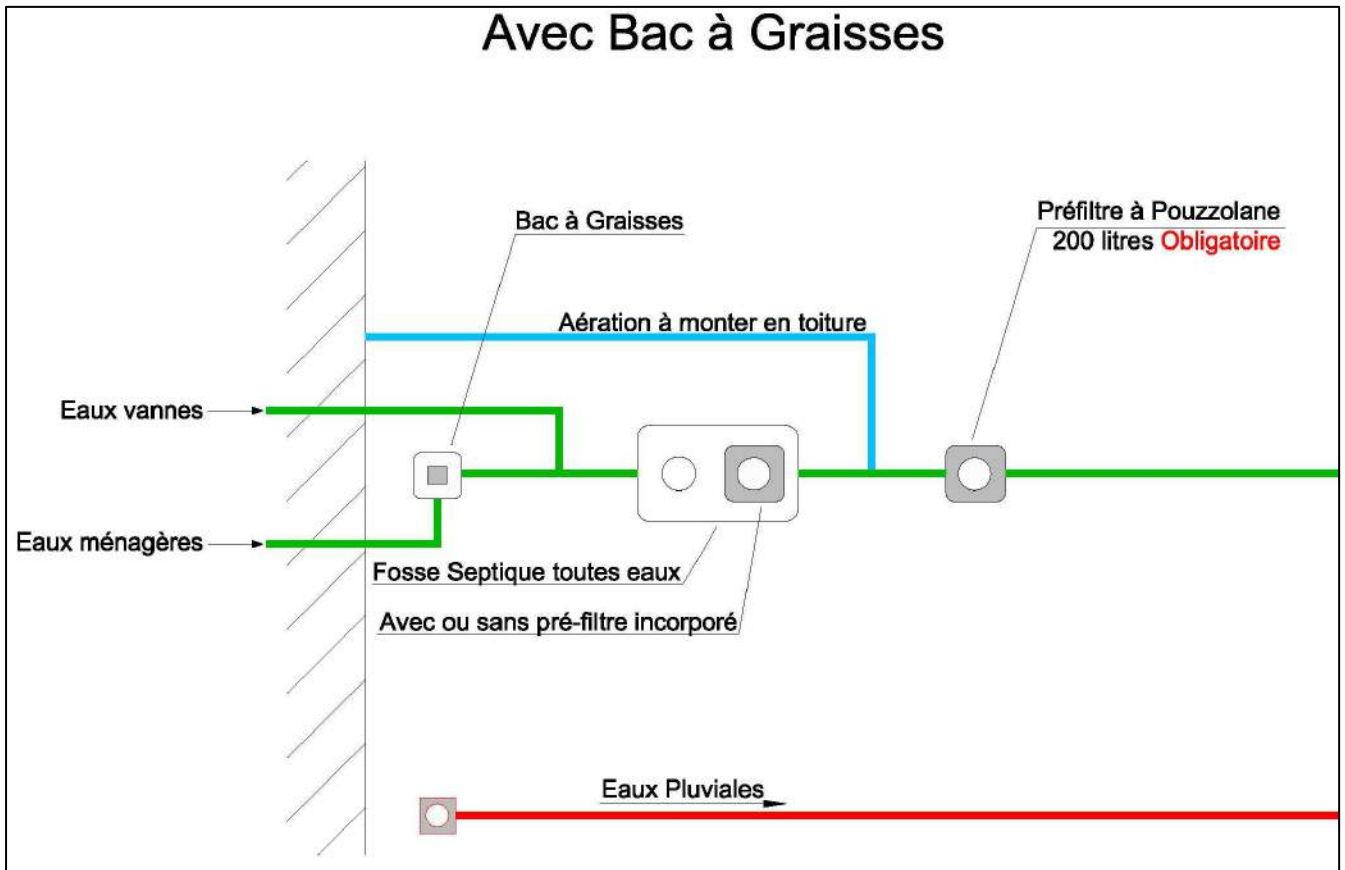 Avec Bac à Graisses
Bac à Graisses
Préfiltre à Pouzzolane
200 litres Obligatoire
Aération à monter en toiture
Eaux vannes
Eaux ménagères
Fosse Septique toutes eaux
Avec ou sans pré-filtre incorporé
Eaux Pluviales